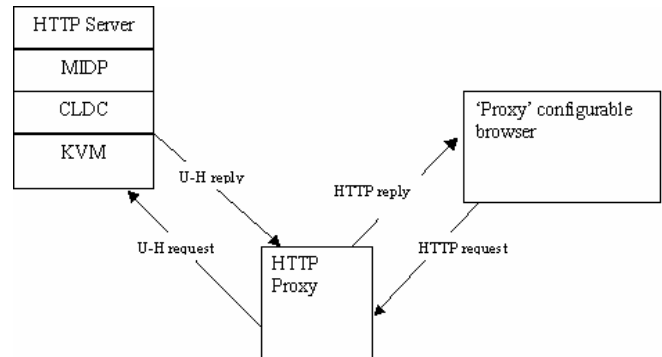 HTTP Server
MIDP
CLDC
KVM
'Proxy' configurable
browser
U-H reply
HTTP reply
U-H request
HTTP request
HTTP
Proxy